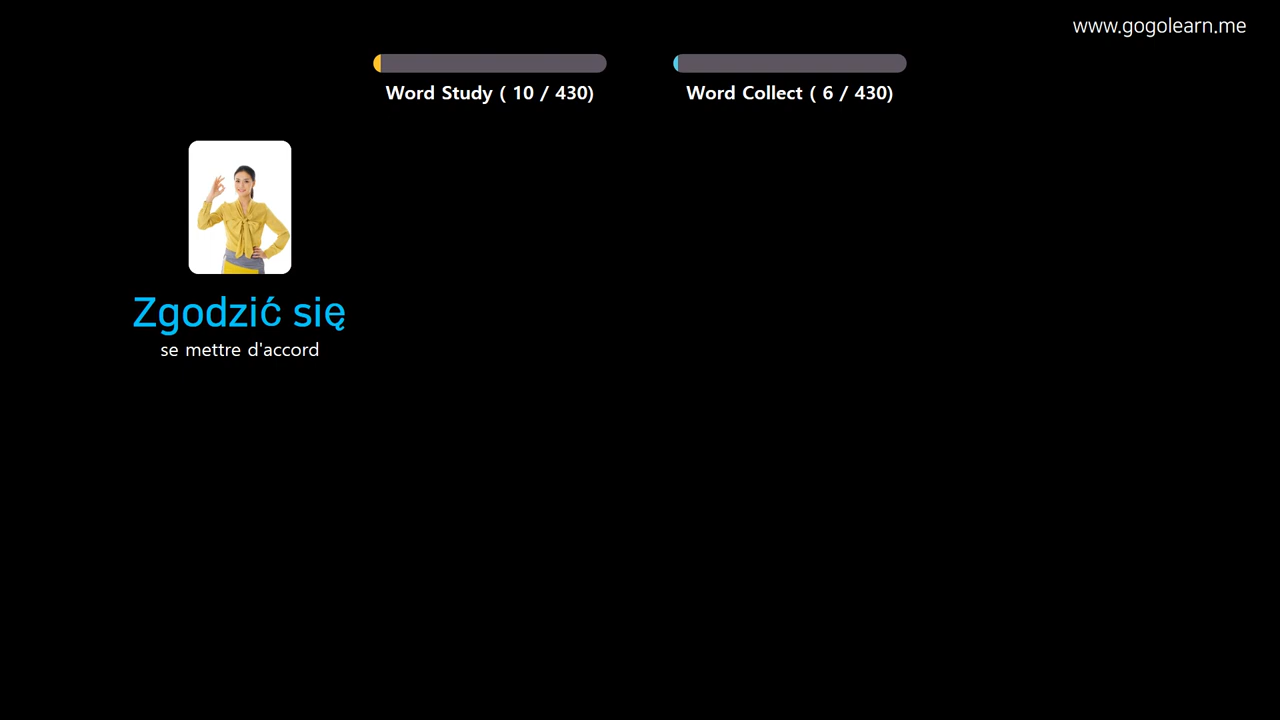 www.gogolearn.me
Word Study ( 10 / 430)
Word Collect ( 6 / 430)
Zgodzić się
se mettre d'accord